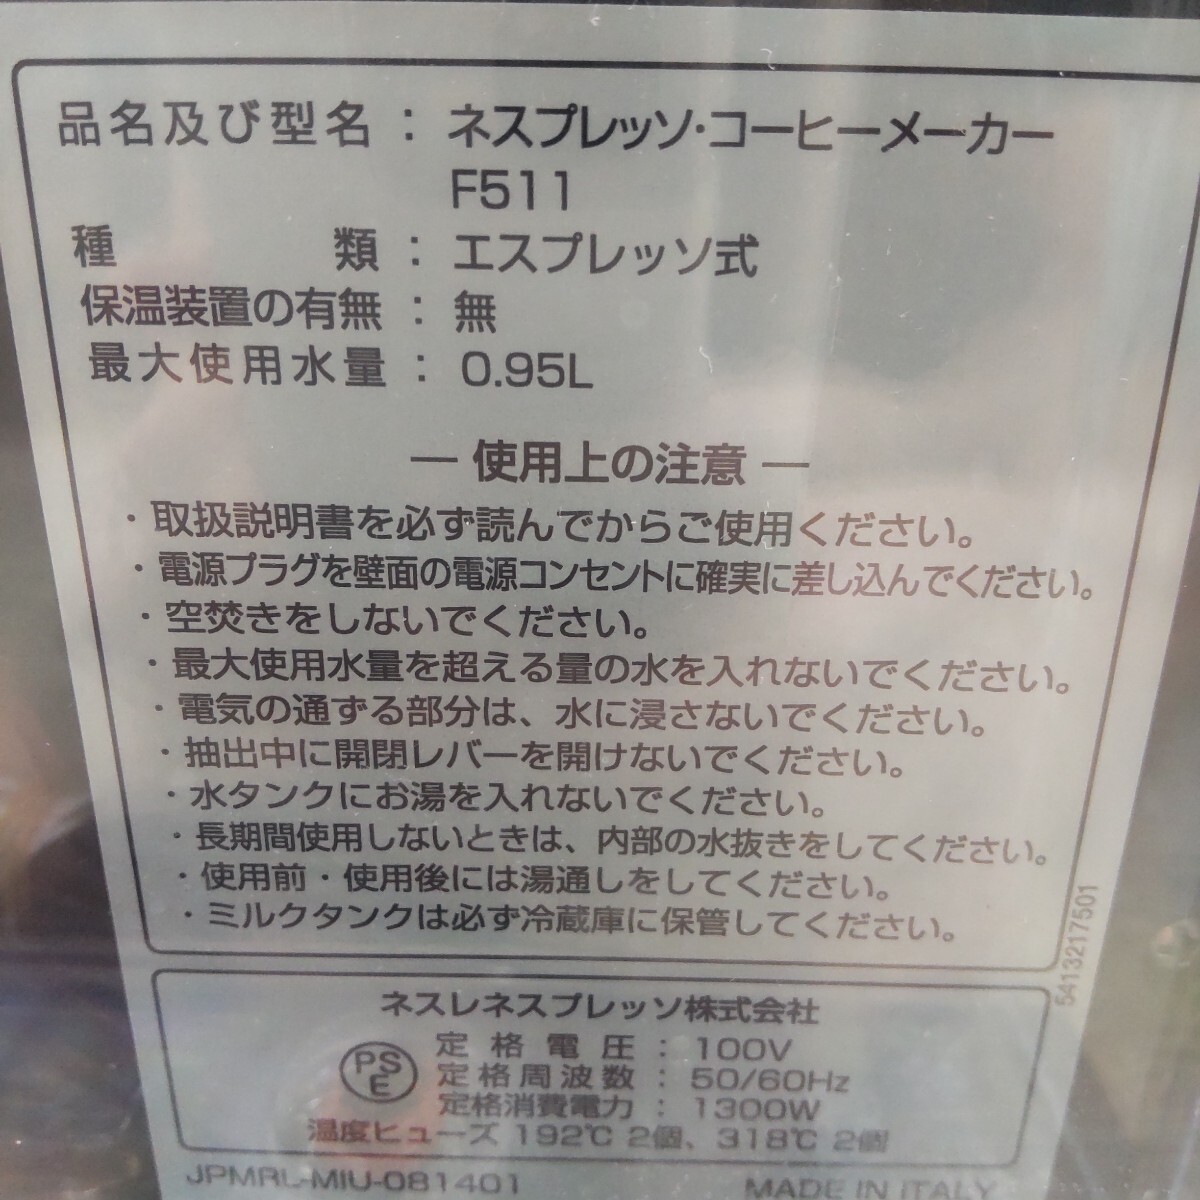 品名及び型名：ネスプレッソ・コーヒーメーカー
F511
種類：エスプレッソ式
保温装置の有無：無
最大使用水量：0.95L
― 使用上の注意 ―
・取扱説明書を必ず読んでからご使用ください。
・電源プラグを壁面の電源コンセントに確実に差し込んでください。
・空焚きをしないでください。
・最大使用水量を超える量の水を入れないでください。
・電気の通ずる部分は、水に浸さないでください。
・抽出中に開閉レバーを開けないでください。
・水タンクにお湯を入れないでください。
・長期間使用しないときは、内部の水抜きをしてください。
・使用前・使用後には湯通しをしてください。
・ミルクタンクは必ず冷蔵庫に保管してください。
5413217501
ネスレネスプレッソ株式会社
PSE
定格電圧：100V
定格周波数：50/60Hz
定格消費電力：1300W
温度ヒューズ 192℃ 2個、318℃ 2個
JPMRL-MIU-081401
MADE IN ITALY